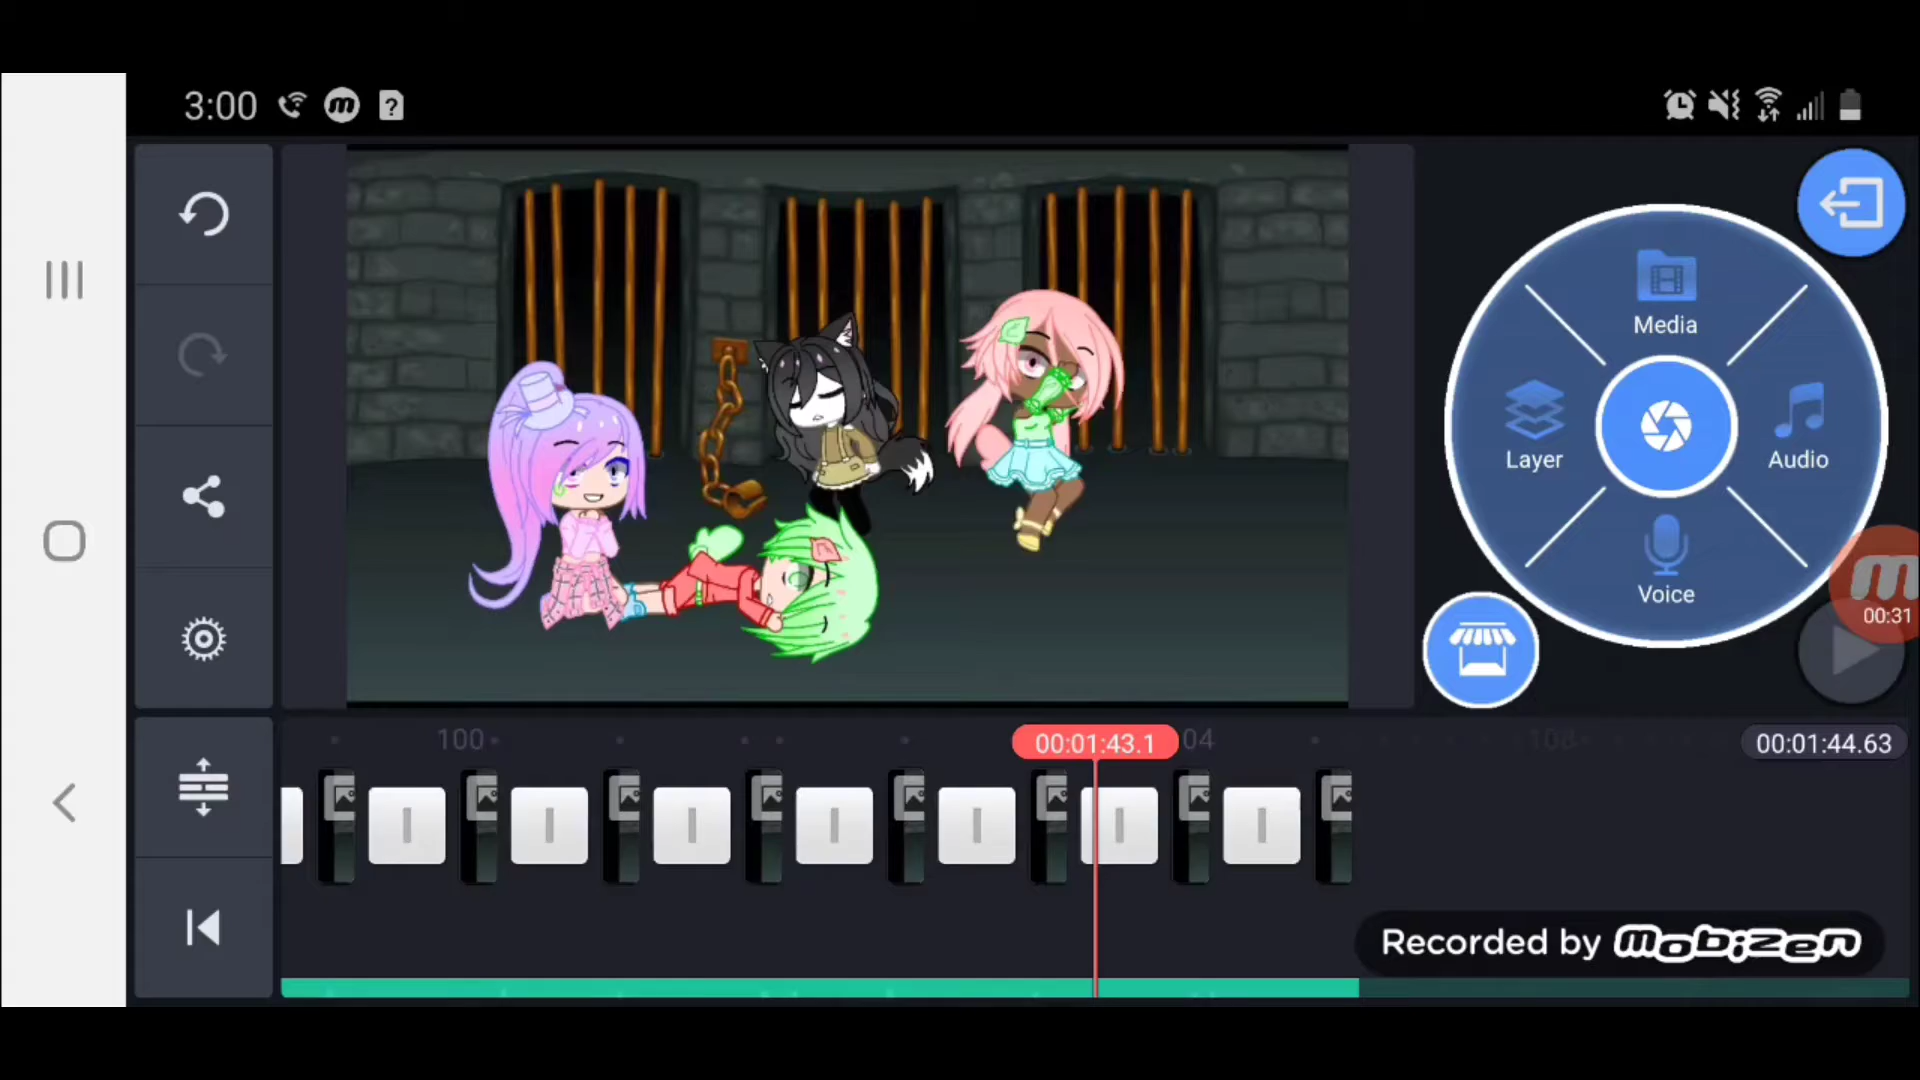 3:00
Media
Layer
Audio
Voice
00:31
100
00:01:43.1
04
108
00:01:44.63
Recorded by mobizen